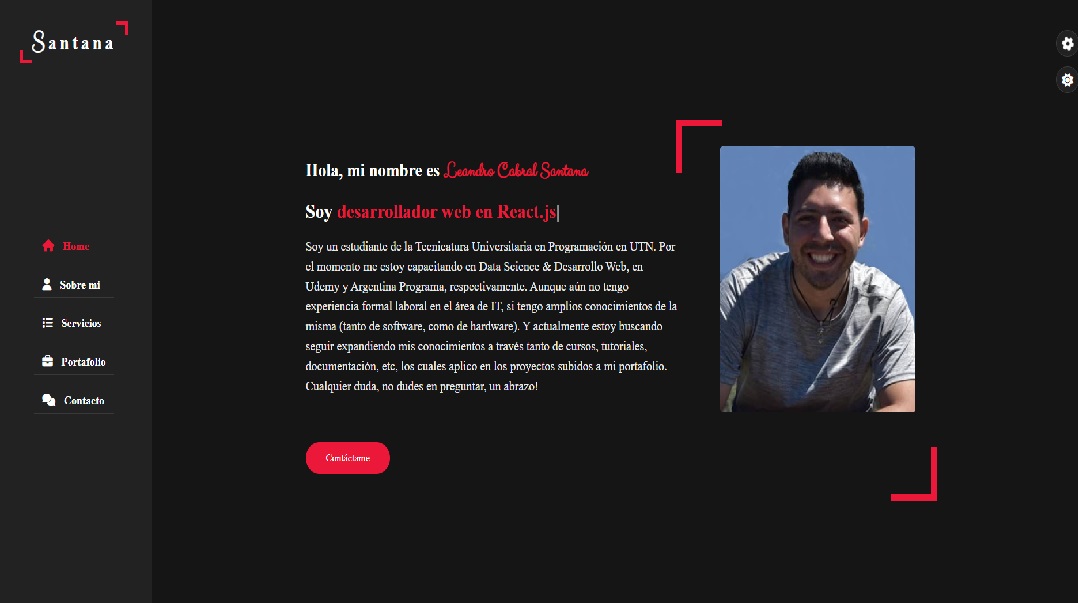 Santana
Home
Sobre mi
Servicios
Portafolio
Contacto
Hola, mi nombre es Leandro Cabral Santana
Soy desarrollador web en React.js|
Soy un estudiante de la Tecnicatura Universitaria en Programación en UTN. Por
el momento me estoy capacitando en Data Science & Desarrollo Web, en
Udemy y Argentina Programa, respectivamente. Aunque aún no tengo
experiencia formal laboral en el área de IT, si tengo amplios conocimientos de la
misma (tanto de software, como de hardware). Y actualmente estoy buscando
seguir expandiendo mis conocimientos a través tanto de cursos, tutoriales,
documentación, etc, los cuales aplico en los proyectos subidos a mi portafolio.
Cualquier duda, no dudes en preguntar, un abrazo!
Contáctame